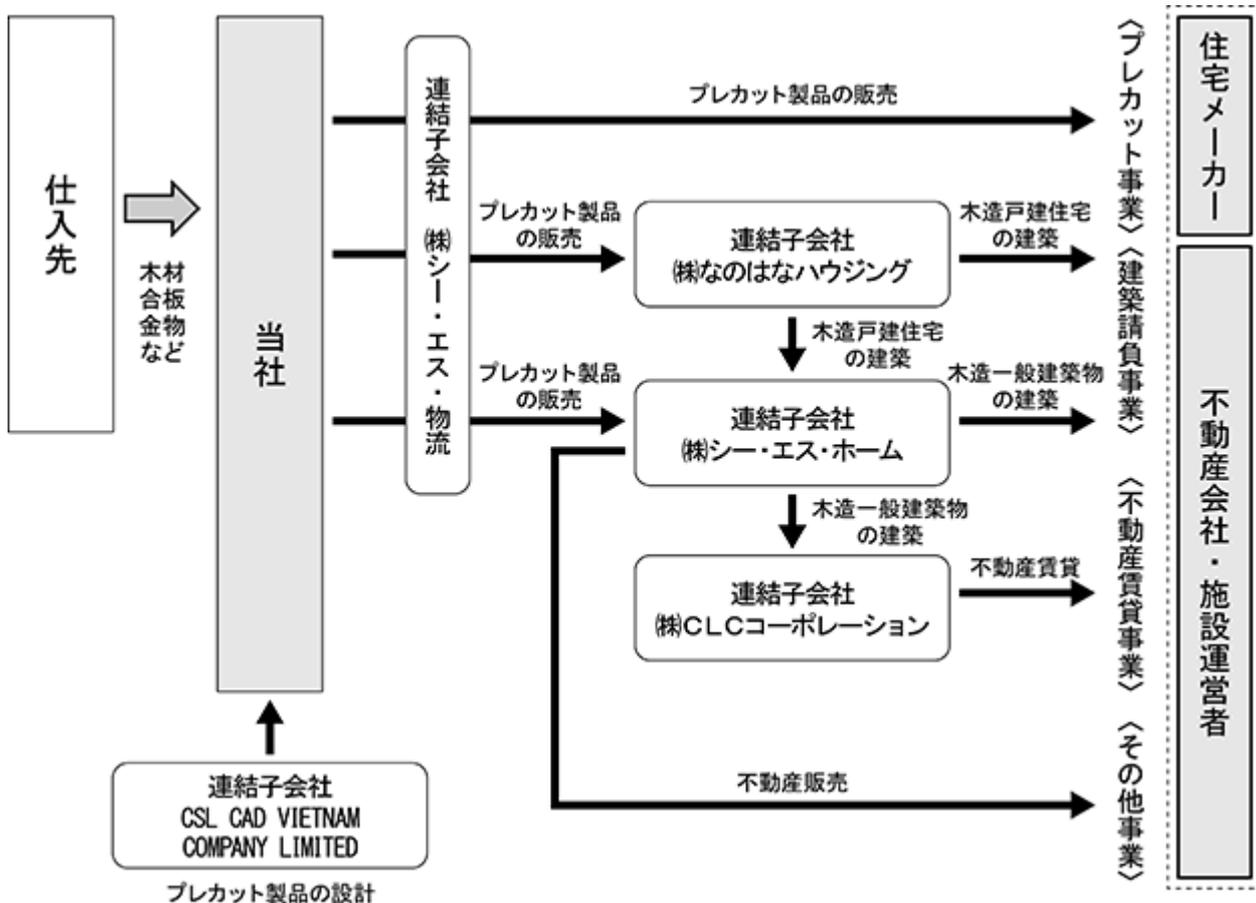 仕入先
木材
合板
金物
など
当社
連結子会社 ㈱シー・エス・物流
プレカット製品の販売
プレカット製品
の販売
連結子会社
㈱なのはなハウジング
木造戸建住宅
の建築
木造戸建住宅
の建築
プレカット製品
の販売
連結子会社
㈱シー・エス・ホーム
木造一般建築物
の建築
木造一般建築物
の建築
連結子会社
㈱CLCコーポレーション
不動産賃貸
不動産販売
連結子会社
CSL CAD VIETNAM
COMPANY LIMITED
プレカット製品の設計
〈プレカット事業〉
〈建築請負事業〉
〈不動産賃貸事業〉
〈その他事業〉
住宅メーカー
不動産会社・施設運営者